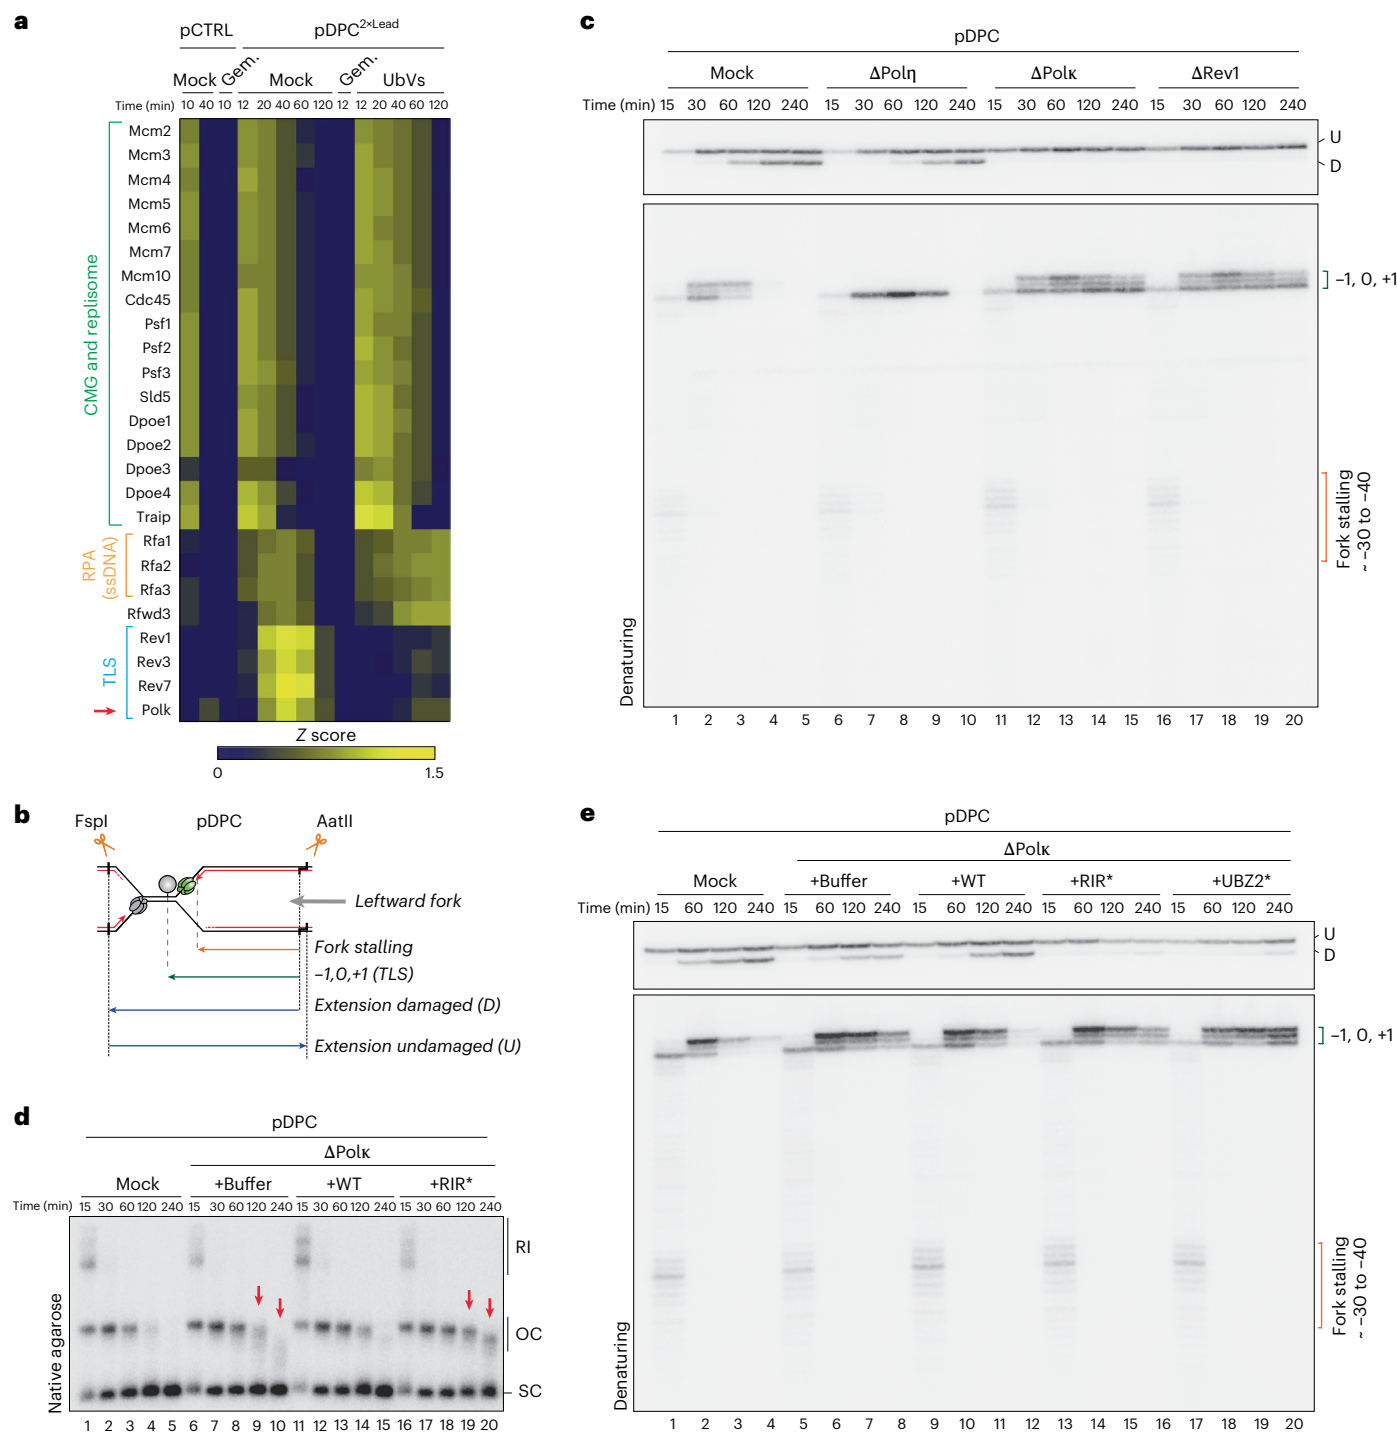 a
pCTRL pDPC2×Lead
Mock Gem. Mock Gem. UbVs
Time (min) 10 40 10 12 20 40 60 120 12 12 20 40 60 120
CMG and replisome
Mcm2
Mcm3
Mcm4
Mcm5
Mcm6
Mcm7
Mcm10
Cdc45
Psf1
Psf2
Psf3
Sld5
Dpoe1
Dpoe2
Dpoe3
Dpoe4
Traip
RPA
(ssDNA)
Rfa1
Rfa2
Rfa3
Rfwd3
TLS
Rev1
Rev3
Rev7
Polk
Z score
0 1.5
b
FspI pDPC AatII
Leftward fork
Fork stalling
–1,0,+1 (TLS)
Extension damaged (D)
Extension undamaged (U)
c
pDPC
Mock ΔPolη ΔPolκ ΔRev1
Time (min) 15 30 60 120 240 15 30 60 120 240 15 30 60 120 240 15 30 60 120 240
U
D
–1, 0, +1
Fork stalling
~ –30 to –40
Denaturing
1 2 3 4 5 6 7 8 9 10 11 12 13 14 15 16 17 18 19 20
d
pDPC
ΔPolκ
Mock +Buffer +WT +RIR*
Time (min) 15 30 60 120 240 15 30 60 120 240 15 30 60 120 240 15 30 60 120 240
RI
OC
SC
Native agarose
1 2 3 4 5 6 7 8 9 10 11 12 13 14 15 16 17 18 19 20
e
pDPC
ΔPolκ
Mock +Buffer +WT +RIR* +UBZ2*
Time (min) 15 60 120 240 15 60 120 240 15 60 120 240 15 60 120 240 15 60 120 240
U
D
–1, 0, +1
Fork stalling
~ –30 to –40
Denaturing
1 2 3 4 5 6 7 8 9 10 11 12 13 14 15 16 17 18 19 20